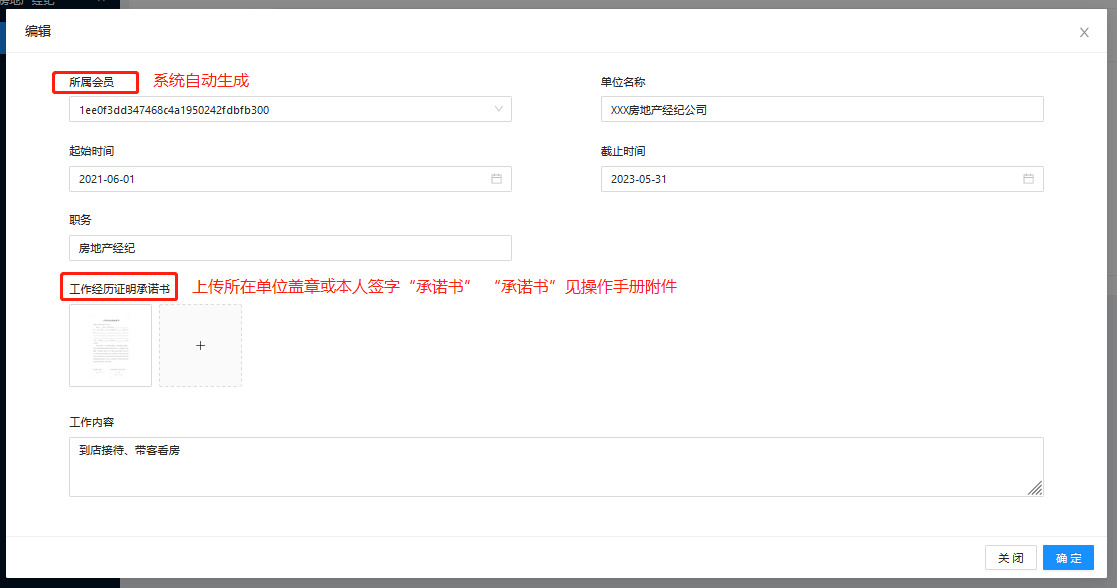 房地产经纪
编辑
所属会员 系统自动生成
单位名称
1ee0f3dd347468c4a1950242fdbfb300
XXX房地产经纪公司
起始时间
截止时间
2021-06-01
2023-05-31
职务
房地产经纪
工作经历证明承诺书 上传所在单位盖章或本人签字“承诺书” “承诺书”见操作手册附件
工作内容
到店接待、带客看房
关 闭
确 定